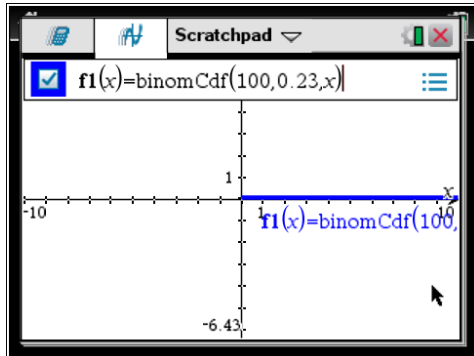 Scratchpad
f1(x)=binomCdf(100,0.23,x)
1
x
-10
1
10
f1(x)=binomCdf(100,
-6.43